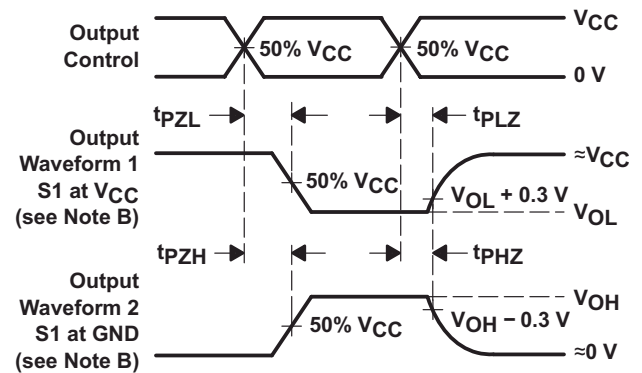 Output
Control
50% VCC
50% VCC
VCC
0 V
tPZL
tPLZ
Output
Waveform 1
S1 at VCC
(see Note B)
50% VCC
≈VCC
VOL + 0.3 V
VOL
tPZH
tPHZ
Output
Waveform 2
S1 at GND
(see Note B)
50% VCC
VOH
VOH − 0.3 V
≈0 V